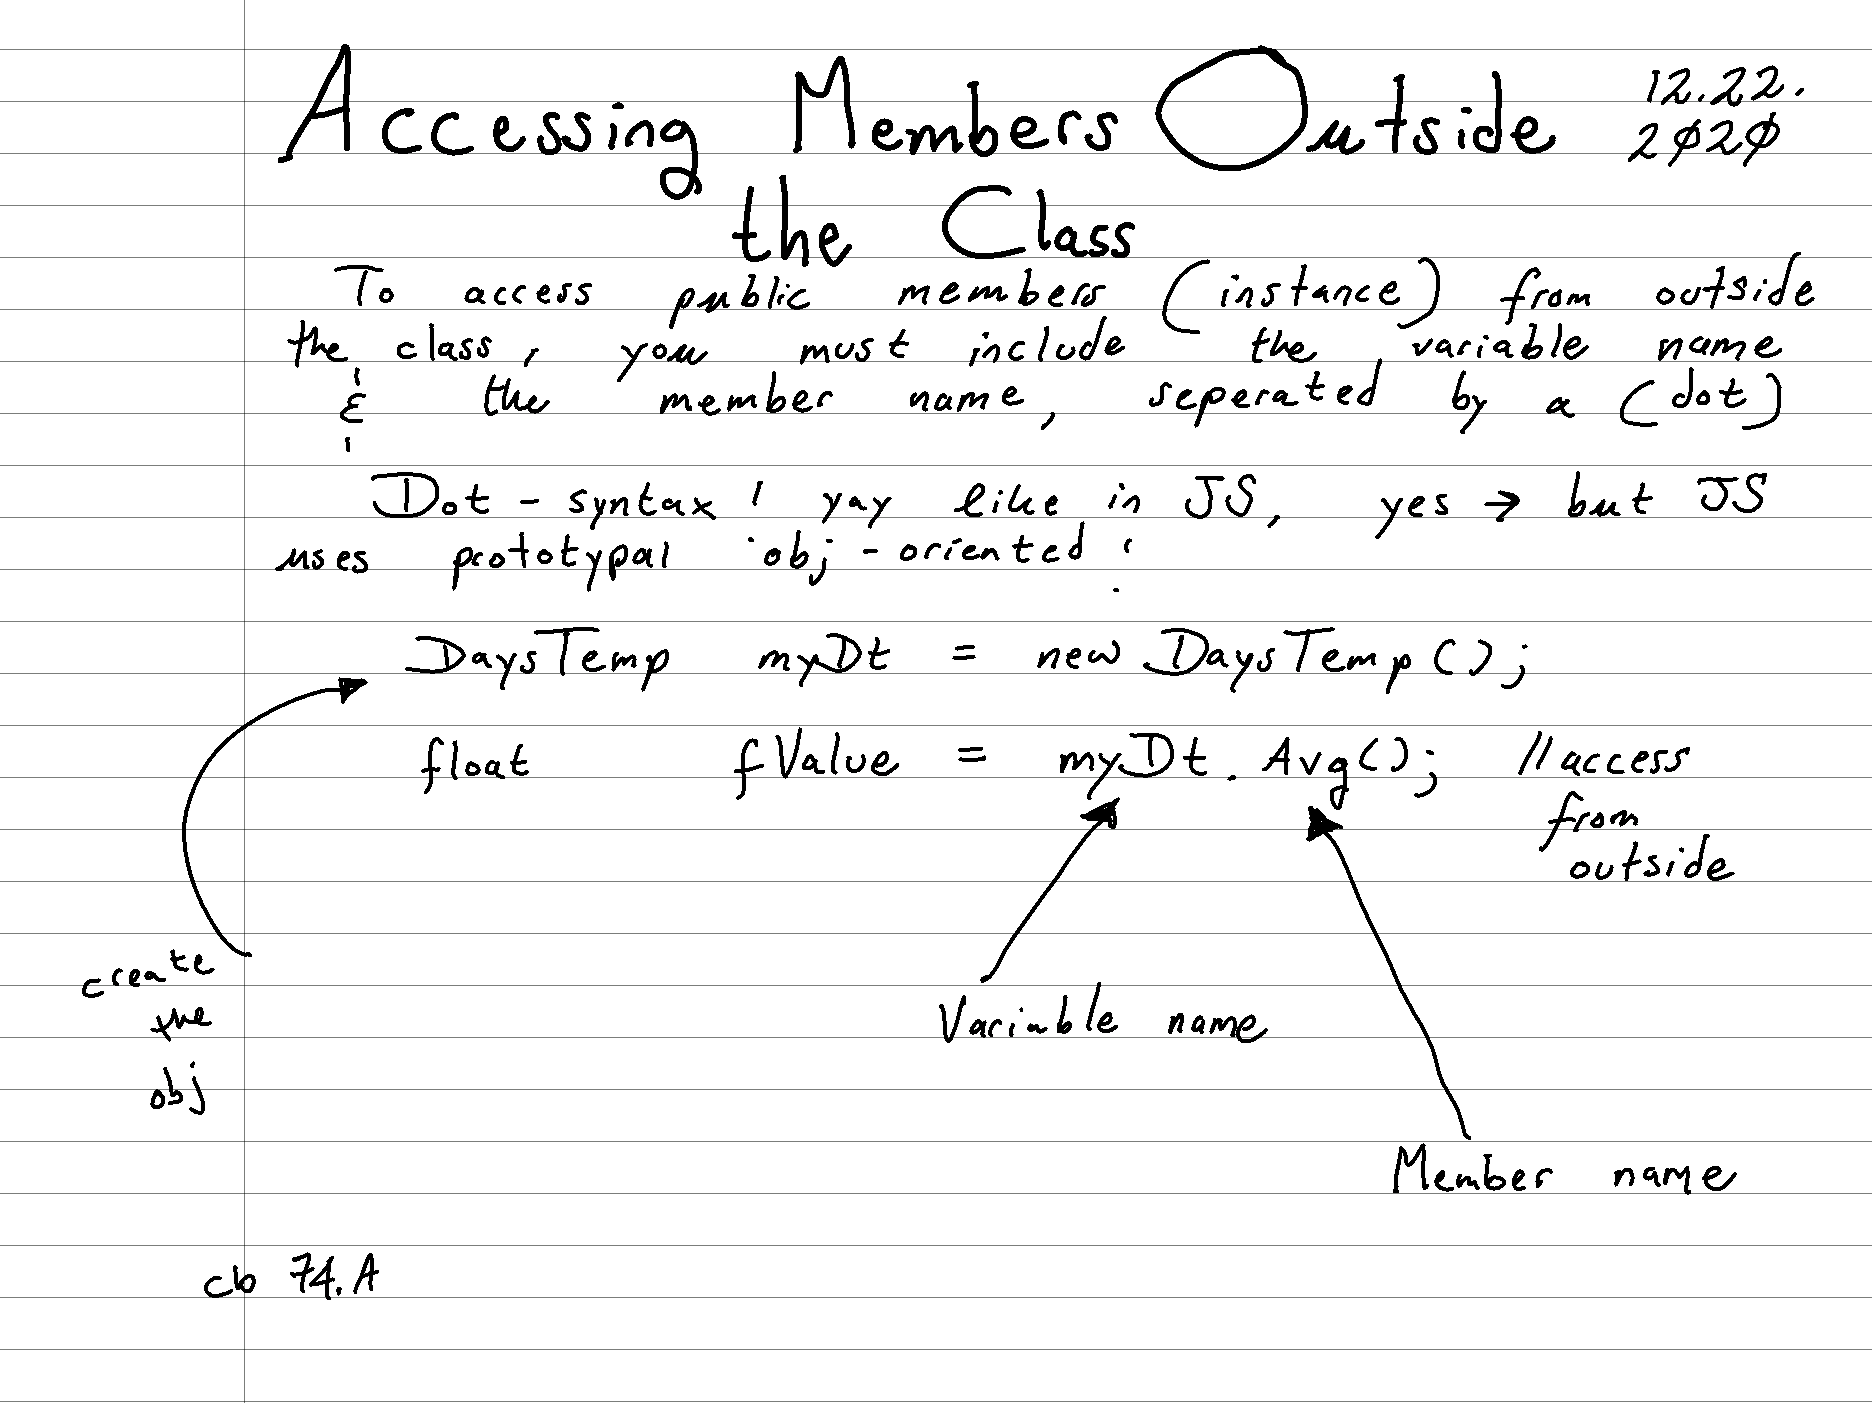 Accessing Members Outside
12.22.
2020
the Class
To access public members (instance) from outside
the class, you must include the variable name
& the member name, seperated by a (dot)
Dot-syntax! yay like in JS, yes → but JS
uses prototypal obj-oriented!
DaysTemp myDt = new DaysTemp();
float fValue = myDt.Avg(); //access
from
outside
create
the
obj
Variable name
Member name
cb 74.A